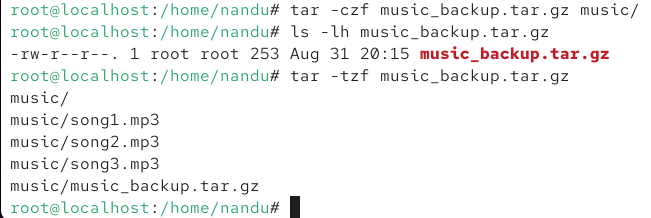 root@localhost:/home/nandu# tar -czf music_backup.tar.gz music/
root@localhost:/home/nandu# ls -lh music_backup.tar.gz
-rw-r--r--. 1 root root 253 Aug 31 20:15 music_backup.tar.gz
root@localhost:/home/nandu# tar -tzf music_backup.tar.gz
music/
music/song1.mp3
music/song2.mp3
music/song3.mp3
music/music_backup.tar.gz
root@localhost:/home/nandu#